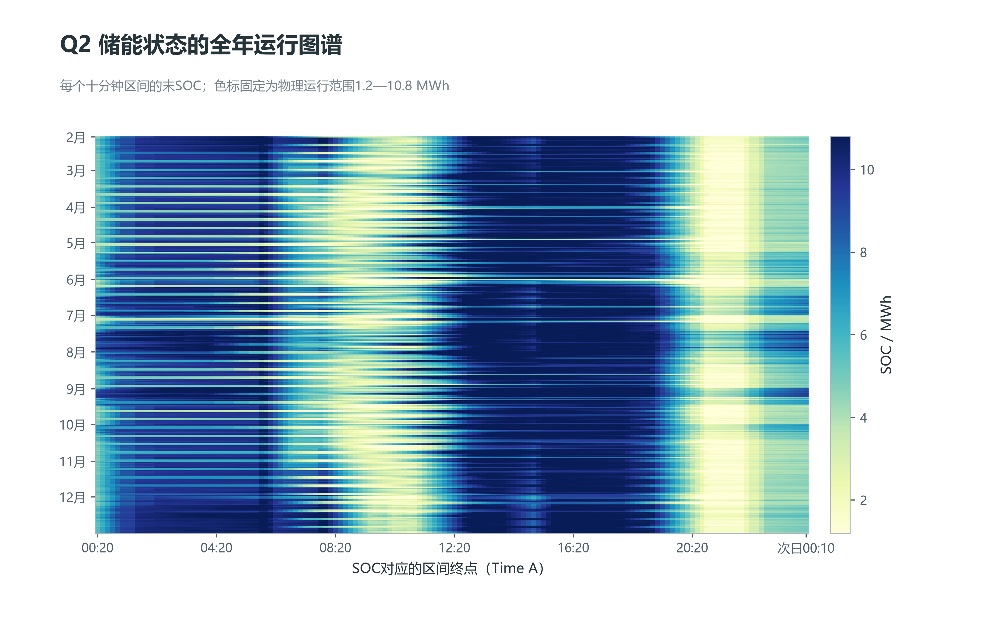 Q2 储能状态的全年运行图谱
每个十分钟区间的末SOC；色标固定为物理运行范围1.2—10.8 MWh
2月
3月
4月
5月
6月
7月
8月
9月
10月
11月
12月
00:20
04:20
08:20
12:20
16:20
20:20
次日00:10
SOC对应的区间终点（Time A）
10
8
6
4
2
SOC / MWh